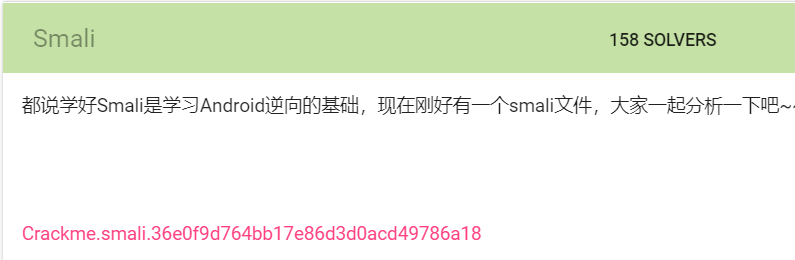 Smali
158 SOLVERS
都说学好Smali是学习Android逆向的基础，现在刚好有一个smali文件，大家一起分析一下吧~~
Crackme.smali.36e0f9d764bb17e86d3d0acd49786a18